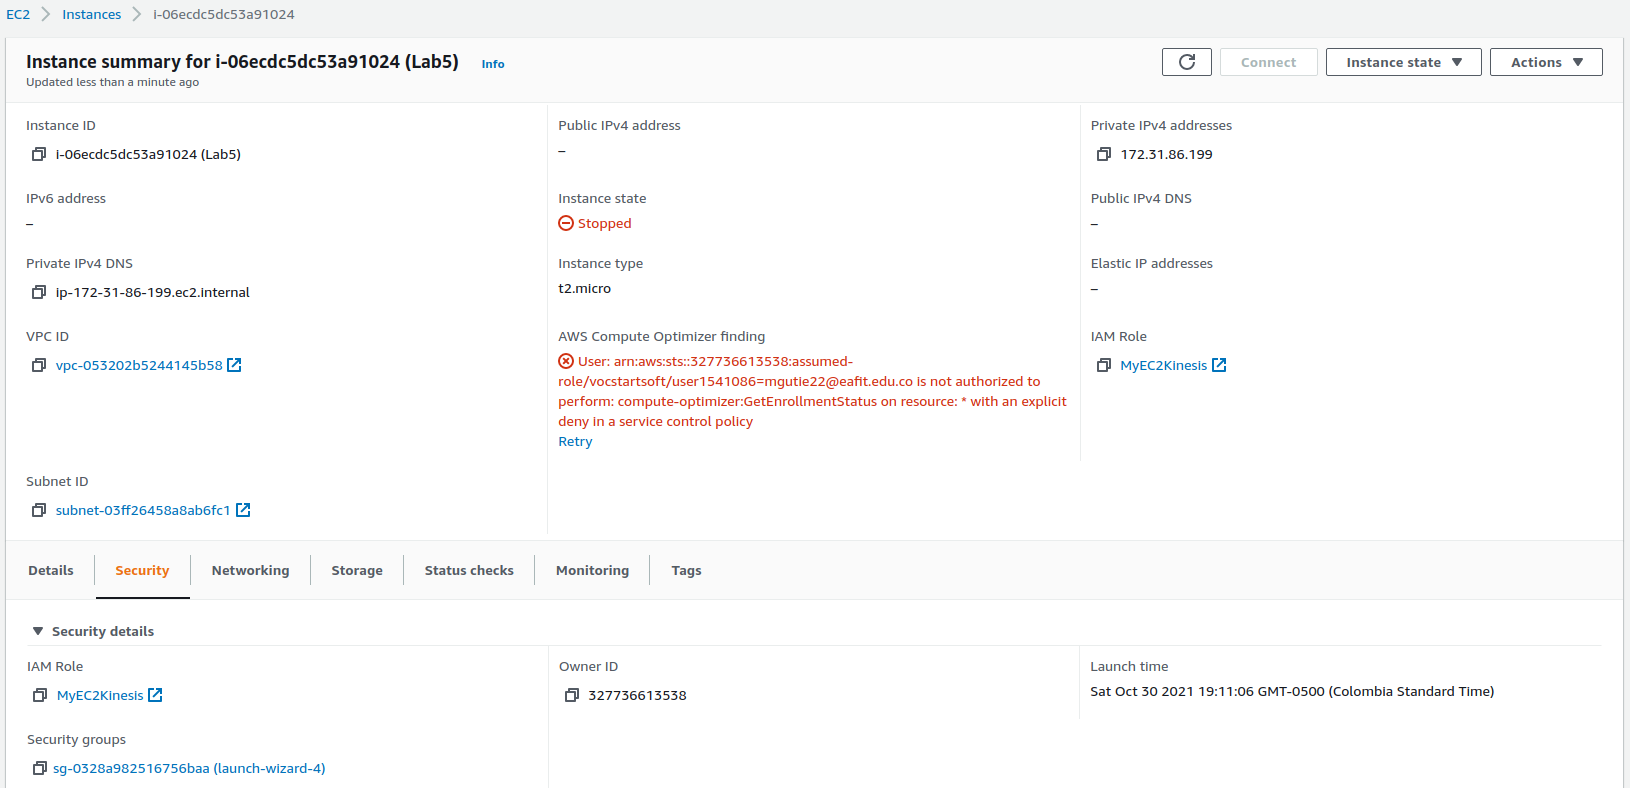 EC2 Instances i-06ecdc5dc53a91024
Instance summary for i-06ecdc5dc53a91024 (Lab5) Info
Updated less than a minute ago
Connect Instance state Actions
Instance ID
i-06ecdc5dc53a91024 (Lab5)
Public IPv4 address
–
Private IPv4 addresses
172.31.86.199
IPv6 address
–
Instance state
Stopped
Public IPv4 DNS
–
Private IPv4 DNS
ip-172-31-86-199.ec2.internal
Instance type
t2.micro
Elastic IP addresses
–
VPC ID
vpc-053202b5244145b58
AWS Compute Optimizer finding
User: arn:aws:sts::327736613538:assumed-
role/vocstartsoft/user1541086=mgutie22@eafit.edu.co is not authorized to
perform: compute-optimizer:GetEnrollmentStatus on resource: * with an explicit
deny in a service control policy
Retry
IAM Role
MyEC2Kinesis
Subnet ID
subnet-03ff26458a8ab6fc1
Details Security Networking Storage Status checks Monitoring Tags
Security details
IAM Role
MyEC2Kinesis
Owner ID
327736613538
Launch time
Sat Oct 30 2021 19:11:06 GMT-0500 (Colombia Standard Time)
Security groups
sg-0328a982516756baa (launch-wizard-4)